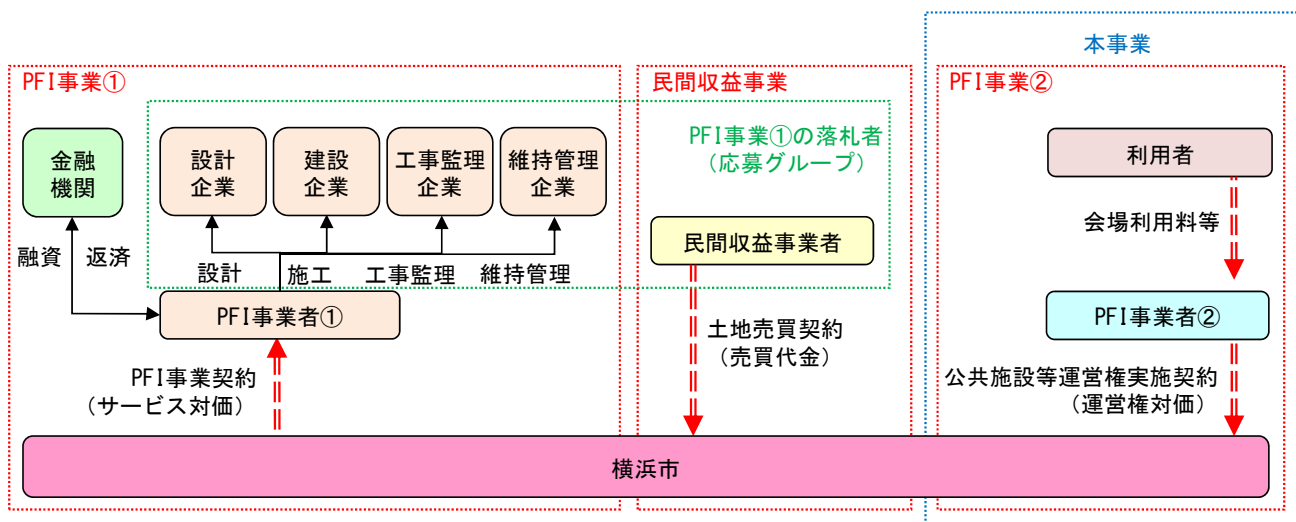 本事業
PFI事業①
民間収益事業
PFI事業②
PFI事業①の落札者
（応募グループ）
金融
機関
設計
企業
建設
企業
工事監理
企業
維持管理
企業
利用者
民間収益事業者
会場利用料等
融資
返済
設計
施工
工事監理
維持管理
PFI事業者①
PFI事業者②
土地売買契約
（売買代金）
PFI事業契約
（サービス対価）
公共施設等運営権実施契約
（運営権対価）
横浜市